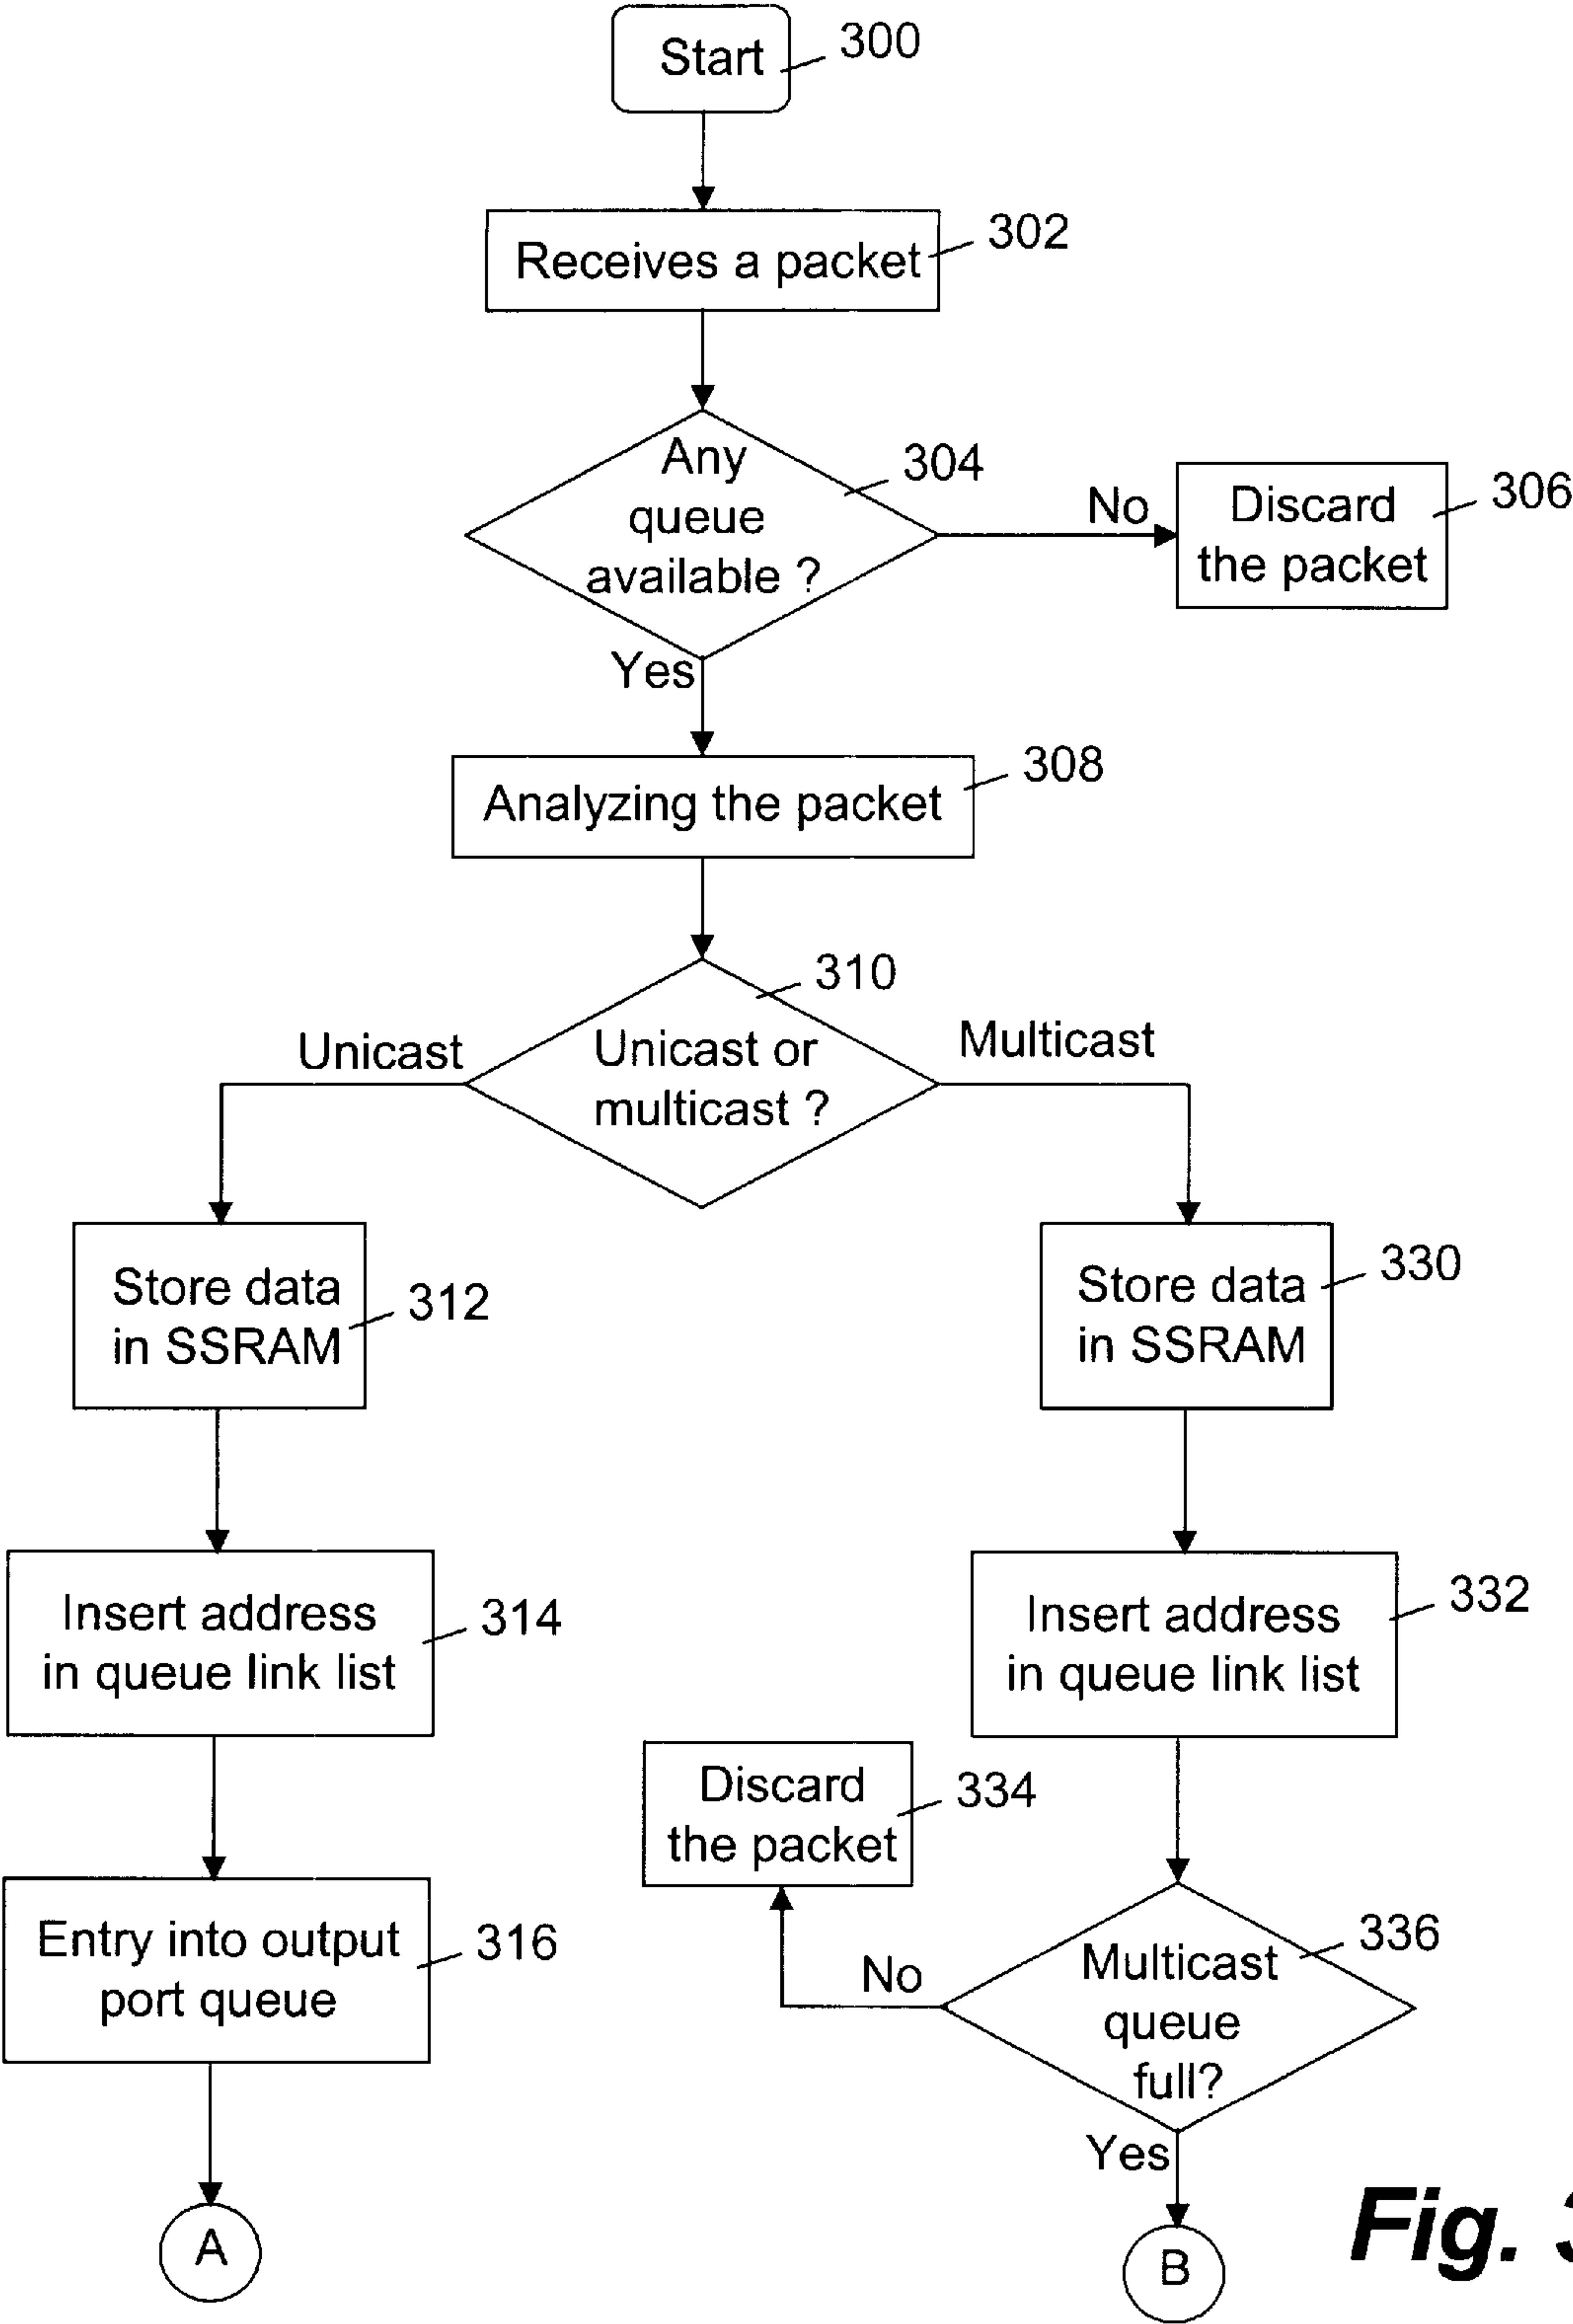 Start
300
Receives a packet
302
Any
queue
available ?
304
No
Discard
the packet
306
Yes
Analyzing the packet
308
310
Unicast
Unicast or
multicast ?
Multicast
Store data
in SSRAM
312
Store data
in SSRAM
330
Insert address
in queue link list
314
Insert address
in queue link list
332
Discard
the packet
334
Entry into output
port queue
316
No
Multicast
queue
full?
336
Yes
A
B
Fig. 3